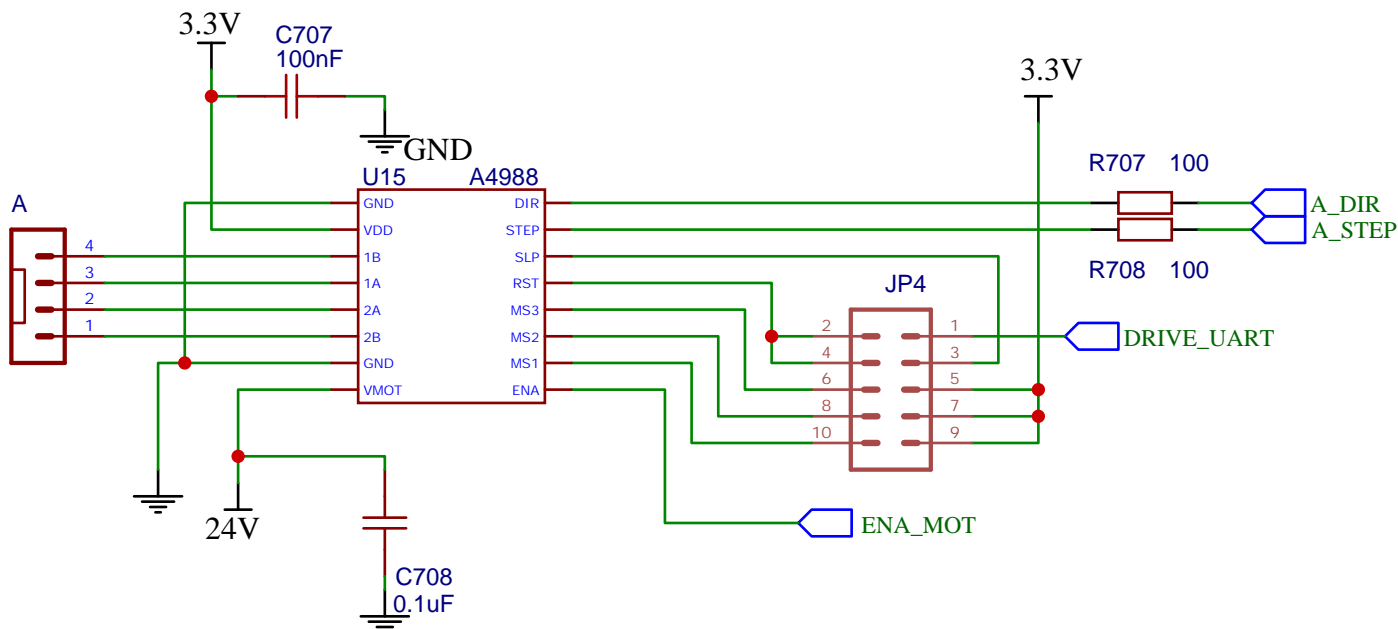 3.3V
C707
100nF
GND
3.3V
U15 A4988
R707 100
A
GND DIR
A_DIR
VDD STEP
A_STEP
4 1B SLP
R708 100
3 1A RST
JP4
2 2A MS3
1 2B MS2
2 1
DRIVE_UART
GND MS1
4 3
VMOT ENA
6 5
8 7
10 9
24V
ENA_MOT
C708
0.1uF